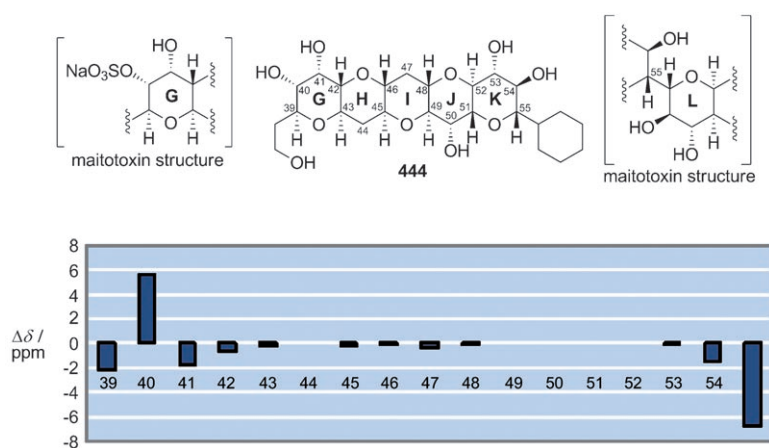 HO
H
NaO₃SO
G
H
O
H
maitotoxin structure
HO
H
H
47
H
H
HO
HO
41
O
46
O
53
OH
40
42
48
52
54
G
H
I
J
K
39
43
45
49
51
55
H
O
44
O
50
O
H
H
H
H
OH
H
H
OH
444
OH
55
H
O
H
L
HO
H
HO
maitotoxin structure
Δδ /
ppm
8
6
4
2
0
-2
-4
-6
-8
39 40 41 42 43 44 45 46 47 48 49 50 51 52 53 54